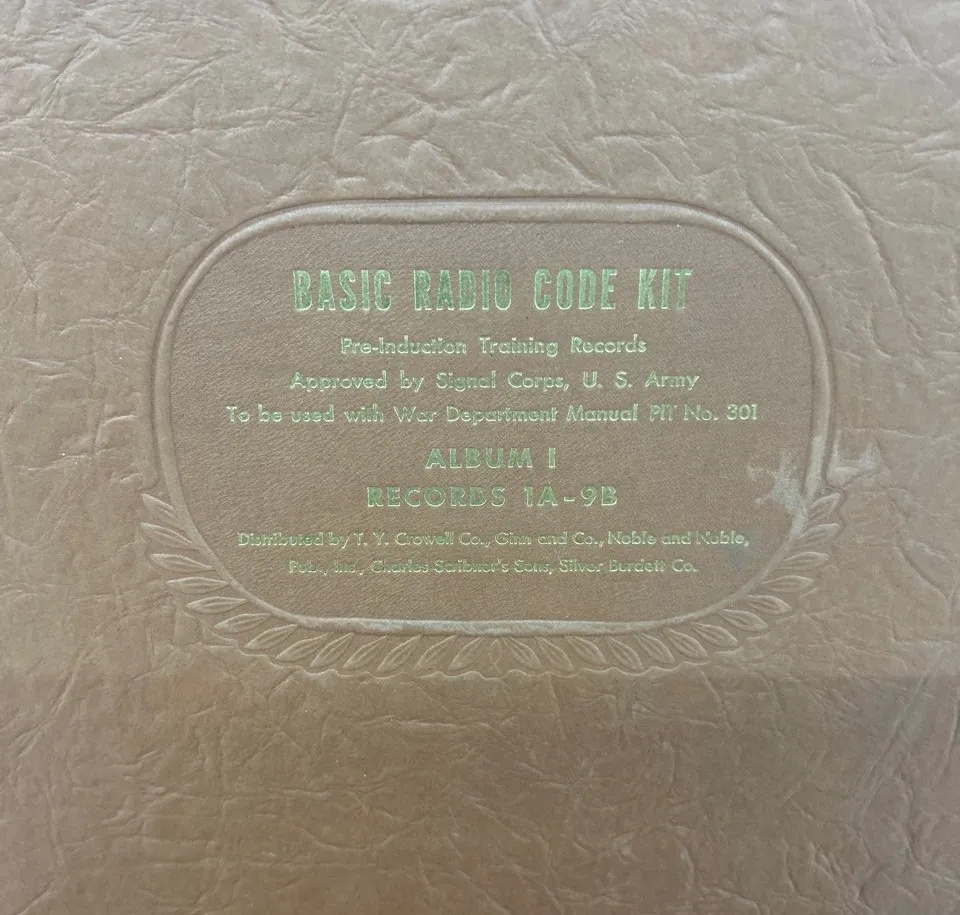 BASIC RADIO CODE KIT
Pre-Induction Training Records
Approved by Signal Corps, U. S. Army
To be used with War Department Manual PIT No. 301
ALBUM I
RECORDS 1A-9B
Distributed by T. Y. Crowell Co., Ginn and Co., Noble and Noble,
Publ., Inc., Charles Scribner's Sons, Silver Burdett Co.